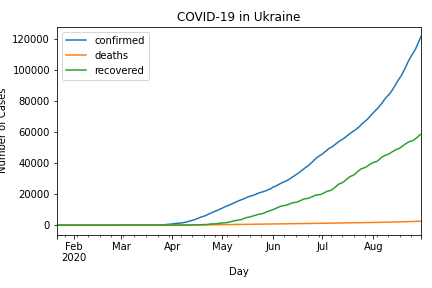 COVID-19 in Ukraine
confirmed
deaths
recovered
120000
100000
80000
60000
40000
20000
0
Number of Cases
Feb Mar Apr May Jun Jul Aug
2020
Day